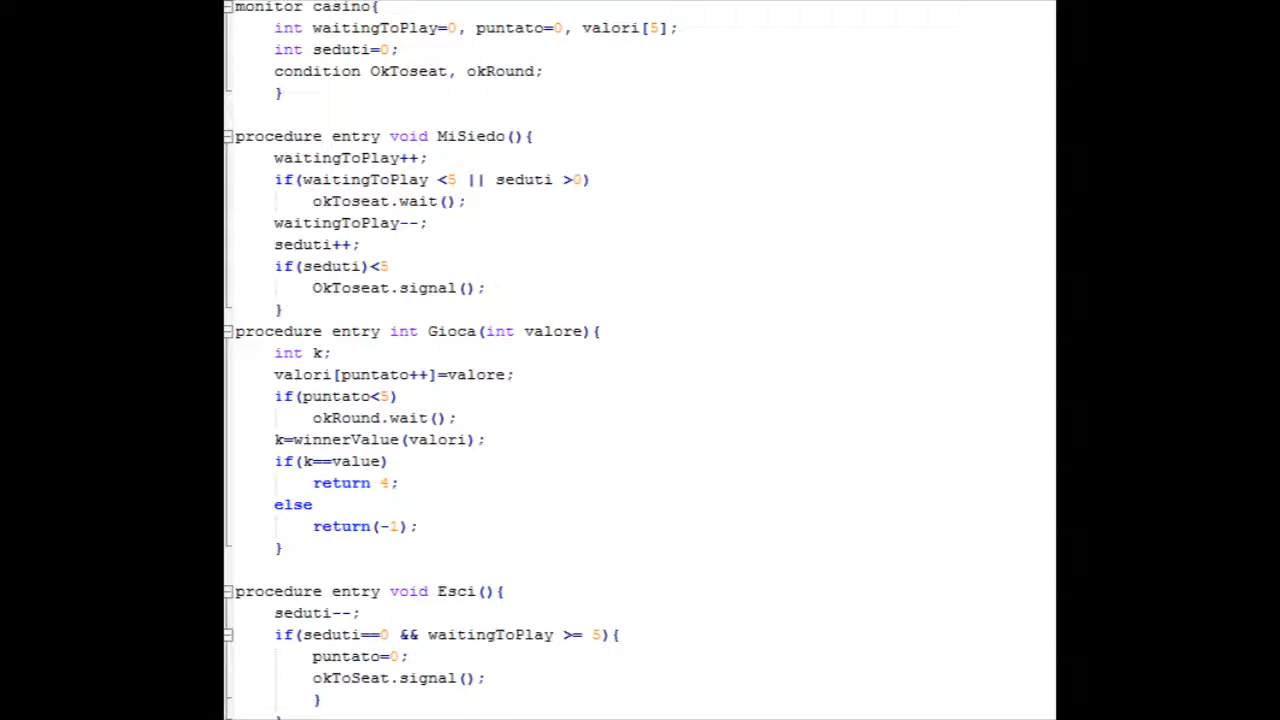 monitor casino{
int waitingToPlay=0, puntato=0, valori[5];
int seduti=0;
condition OkToseat, okRound;
}
procedure entry void MiSiedo(){
waitingToPlay++;
if(waitingToPlay <5 || seduti >0)
okToseat.wait();
waitingToPlay--;
seduti++;
if(seduti)<5
OkToseat.signal();
}
procedure entry int Gioca(int valore){
int k;
valori[puntato++]=valore;
if(puntato<5)
okRound.wait();
k=winnerValue(valori);
if(k==value)
return 4;
else
return(-1);
}
procedure entry void Esci(){
seduti--;
if(seduti==0 && waitingToPlay >= 5){
puntato=0;
okToSeat.signal();
}